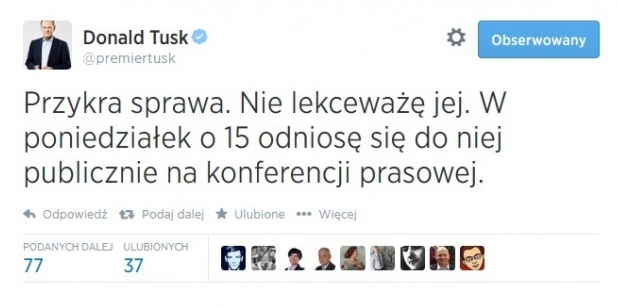 Donald Tusk
@premiertusk
Obserwowany
Przykra sprawa. Nie lekceważę jej. W
poniedziałek o 15 odniosę się do niej
publicznie na konferencji prasowej.
Odpowiedź Podaj dalej Ulubione Więcej
PODANYCH DALEJ ULUBIONYCH
77 37